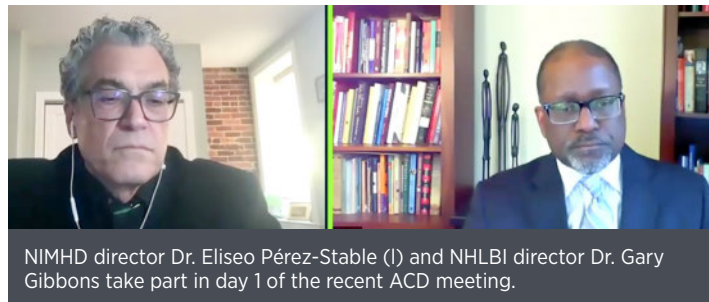 NIMHD director Dr. Eliseo Pérez-Stable (l) and NHLBI director Dr. Gary
Gibbons take part in day 1 of the recent ACD meeting.